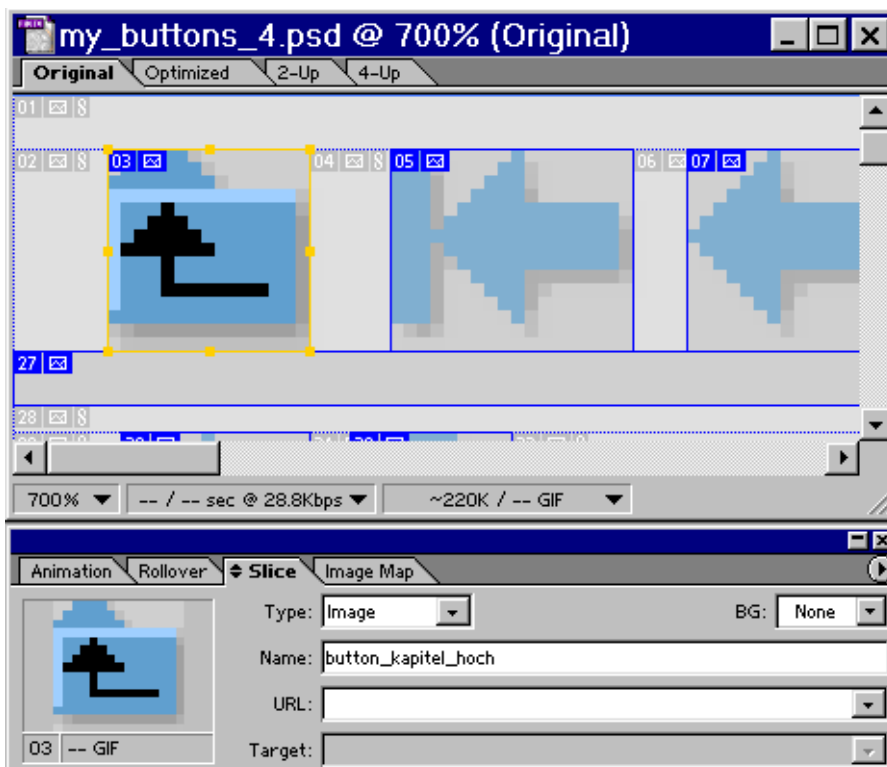 my_buttons_4.psd @ 700% (Original)
Original Optimized 2-Up 4-Up
01
02 03 04 05 06 07
27
28
700% -- / -- sec @ 28.8Kbps ~220K / -- GIF
Animation Rollover Slice Image Map
Type: Image BG: None
Name: button_kapitel_hoch
URL:
03 -- GIF Target: